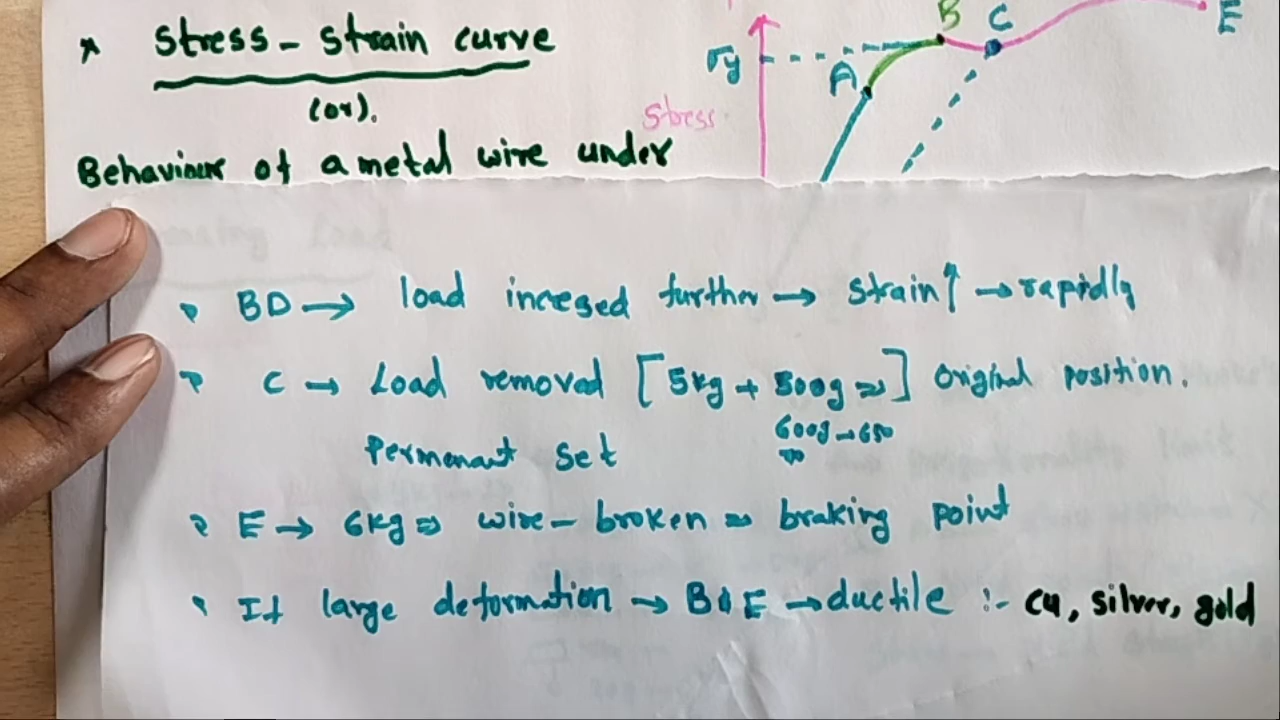 * Stress - Strain curve
(or).
Behaviour of a metal wire under
σy
A
B
C
E
Stress
BD → load incresed further → strain↑ → rapidly
C → Load removed [5kg + 500g ⇒] Original position.
600g → 650
Permanant set
E → 6kg ⇒ wire - broken ⇒ braking point
If large deformation → B & E → ductile :- cu, silver, gold